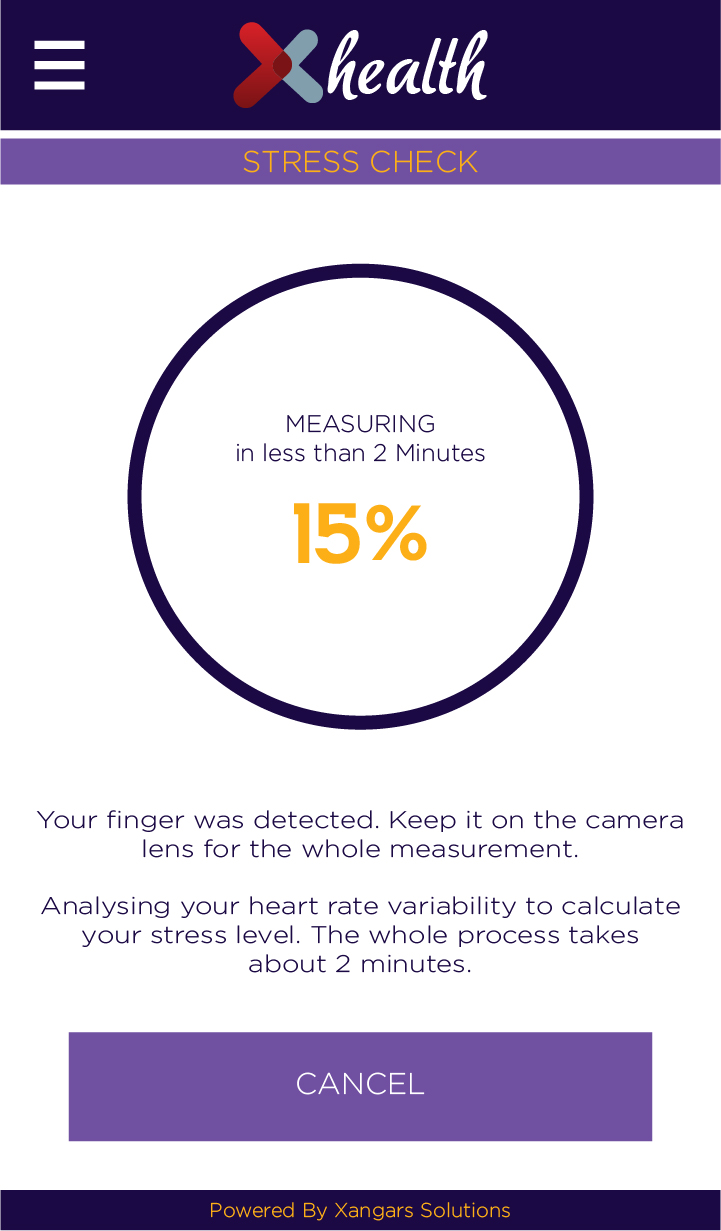 Xhealth
STRESS CHECK
MEASURING
in less than 2 Minutes
15%
Your finger was detected. Keep it on the camera
lens for the whole measurement.
Analysing your heart rate variability to calculate
your stress level. The whole process takes
about 2 minutes.
CANCEL
Powered By Xangars Solutions